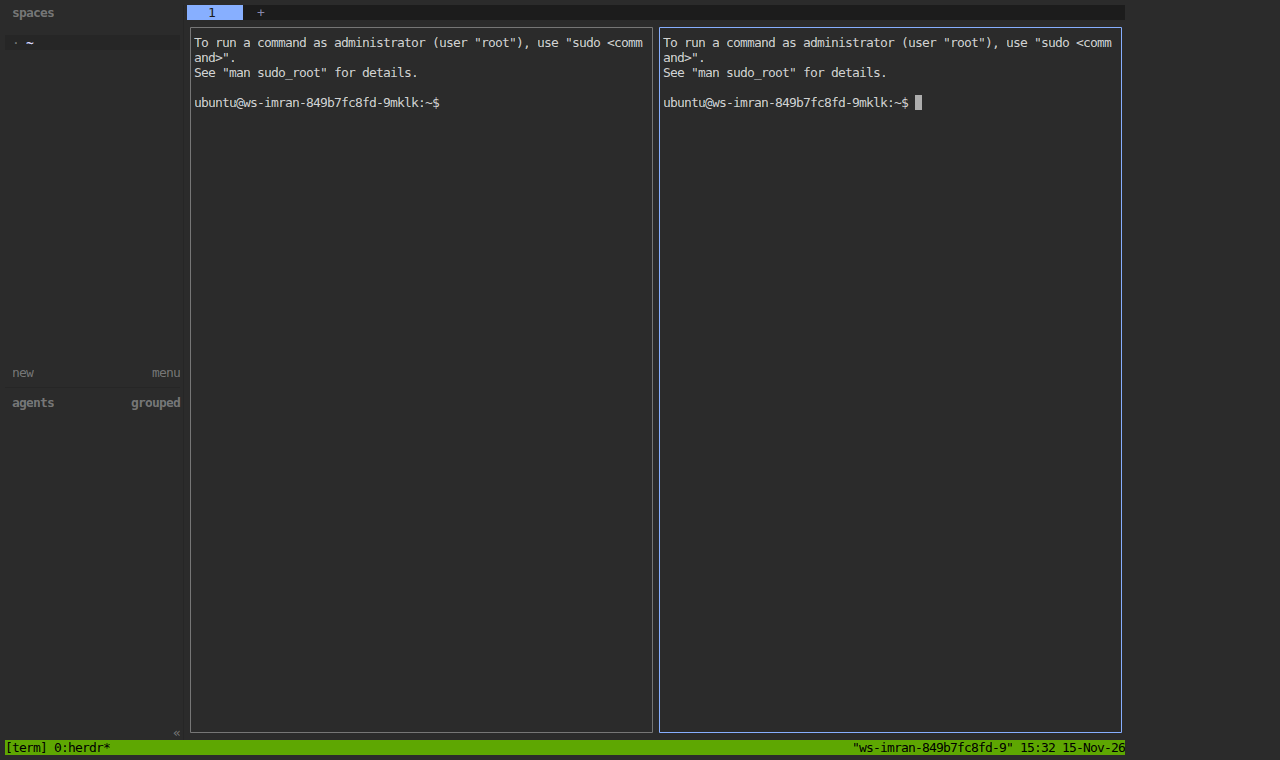 spaces
· ~
new menu
agents grouped
«
1 +
To run a command as administrator (user "root"), use "sudo <comm
and>".
See "man sudo_root" for details.
ubuntu@ws-imran-849b7fc8fd-9mklk:~$
To run a command as administrator (user "root"), use "sudo <comm
and>".
See "man sudo_root" for details.
ubuntu@ws-imran-849b7fc8fd-9mklk:~$
[term] 0:herdr* "ws-imran-849b7fc8fd-9" 15:32 15-Nov-26